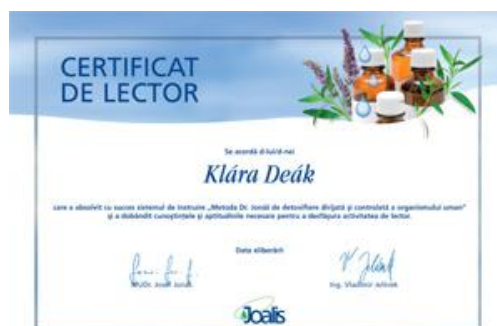 CERTIFICAT
DE LECTOR
Se acordă d-lui/d-nei
Klára Deák
care a absolvit cu succes sistemul de instruire „Metoda Dr. Jonáš de detoxifiere dirijată și controlată a organismului uman"
și a dobândit cunoștințele și aptitudinile necesare pentru a desfășura activitatea de lector.
Data eliberării
MUDr. Josef Jonáš
Ing. Vladimír Jelínek
Joalis